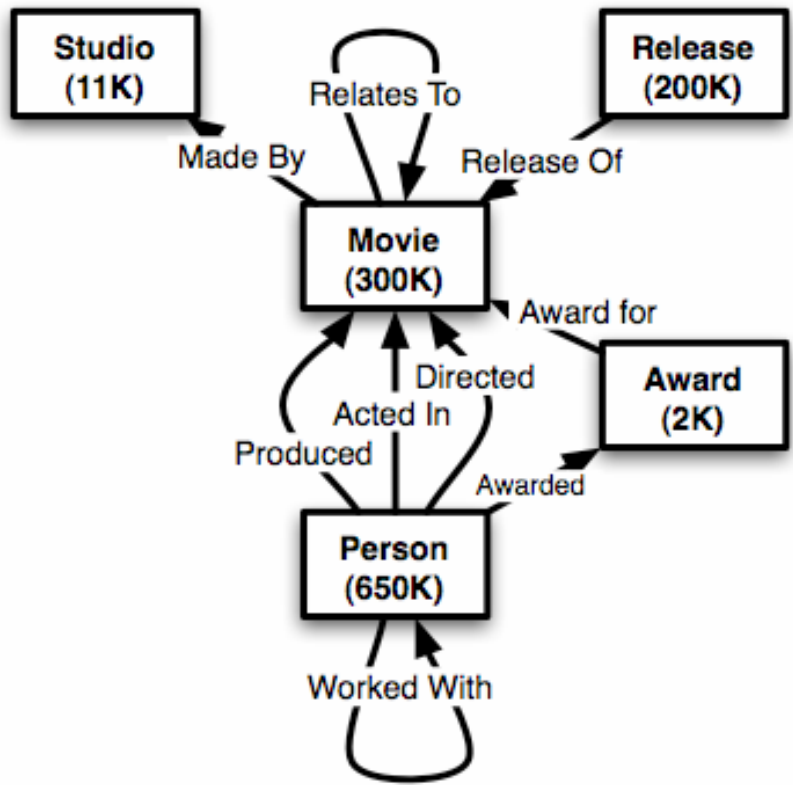 Studio
(11K)
Relates To
Release
(200K)
Made By
Release Of
Movie
(300K)
Award for
Directed
Award
(2K)
Acted In
Produced
Awarded
Person
(650K)
Worked With